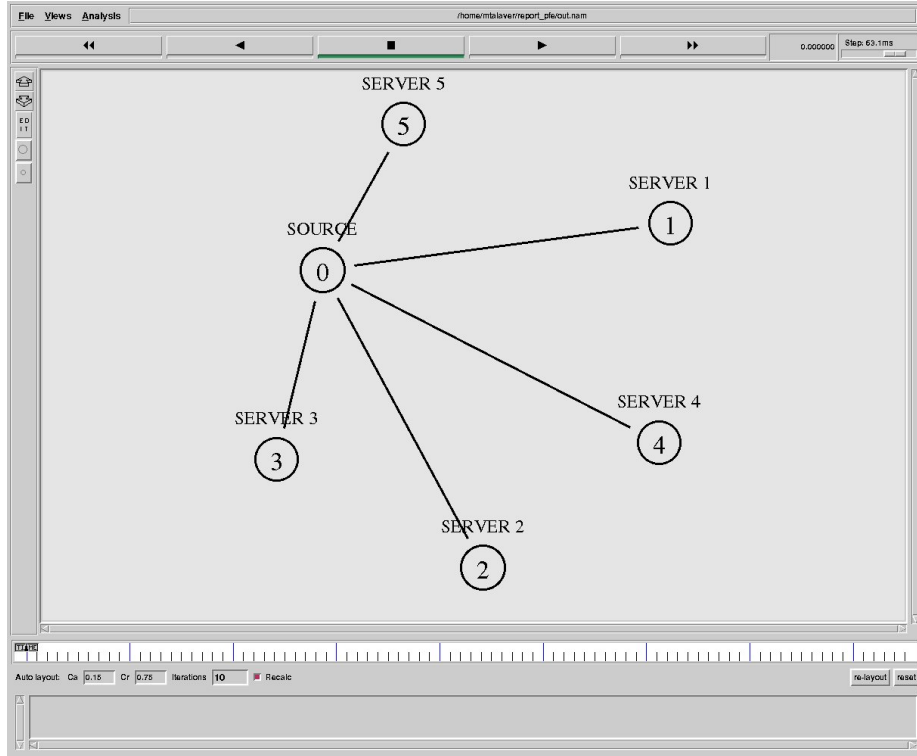 File Views Analysis /home/mtalaver/report_pfe/out.nam
0.000000 Step: 63.1ms
ED
IT
SERVER 5
5
SERVER 1
1
SOURCE
0
SERVER 4
4
SERVER 3
3
SERVER 2
2
Auto layout: Ca 0.15 Cr 0.75 Iterations 10 Recalc re-layout reset